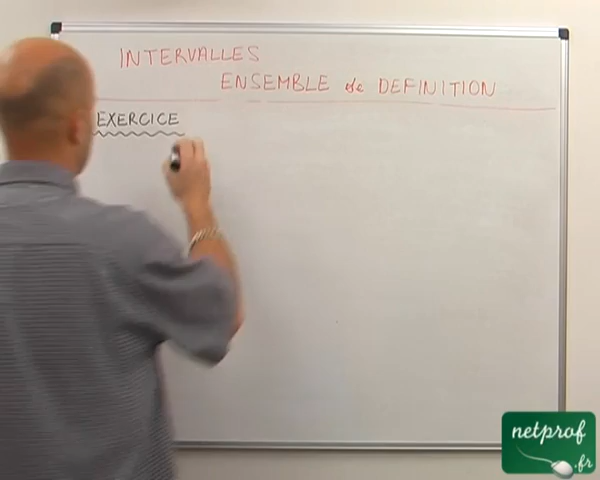 INTERVALLES
ENSEMBLE de DEFINITION
EXERCICE
netprof
.fr